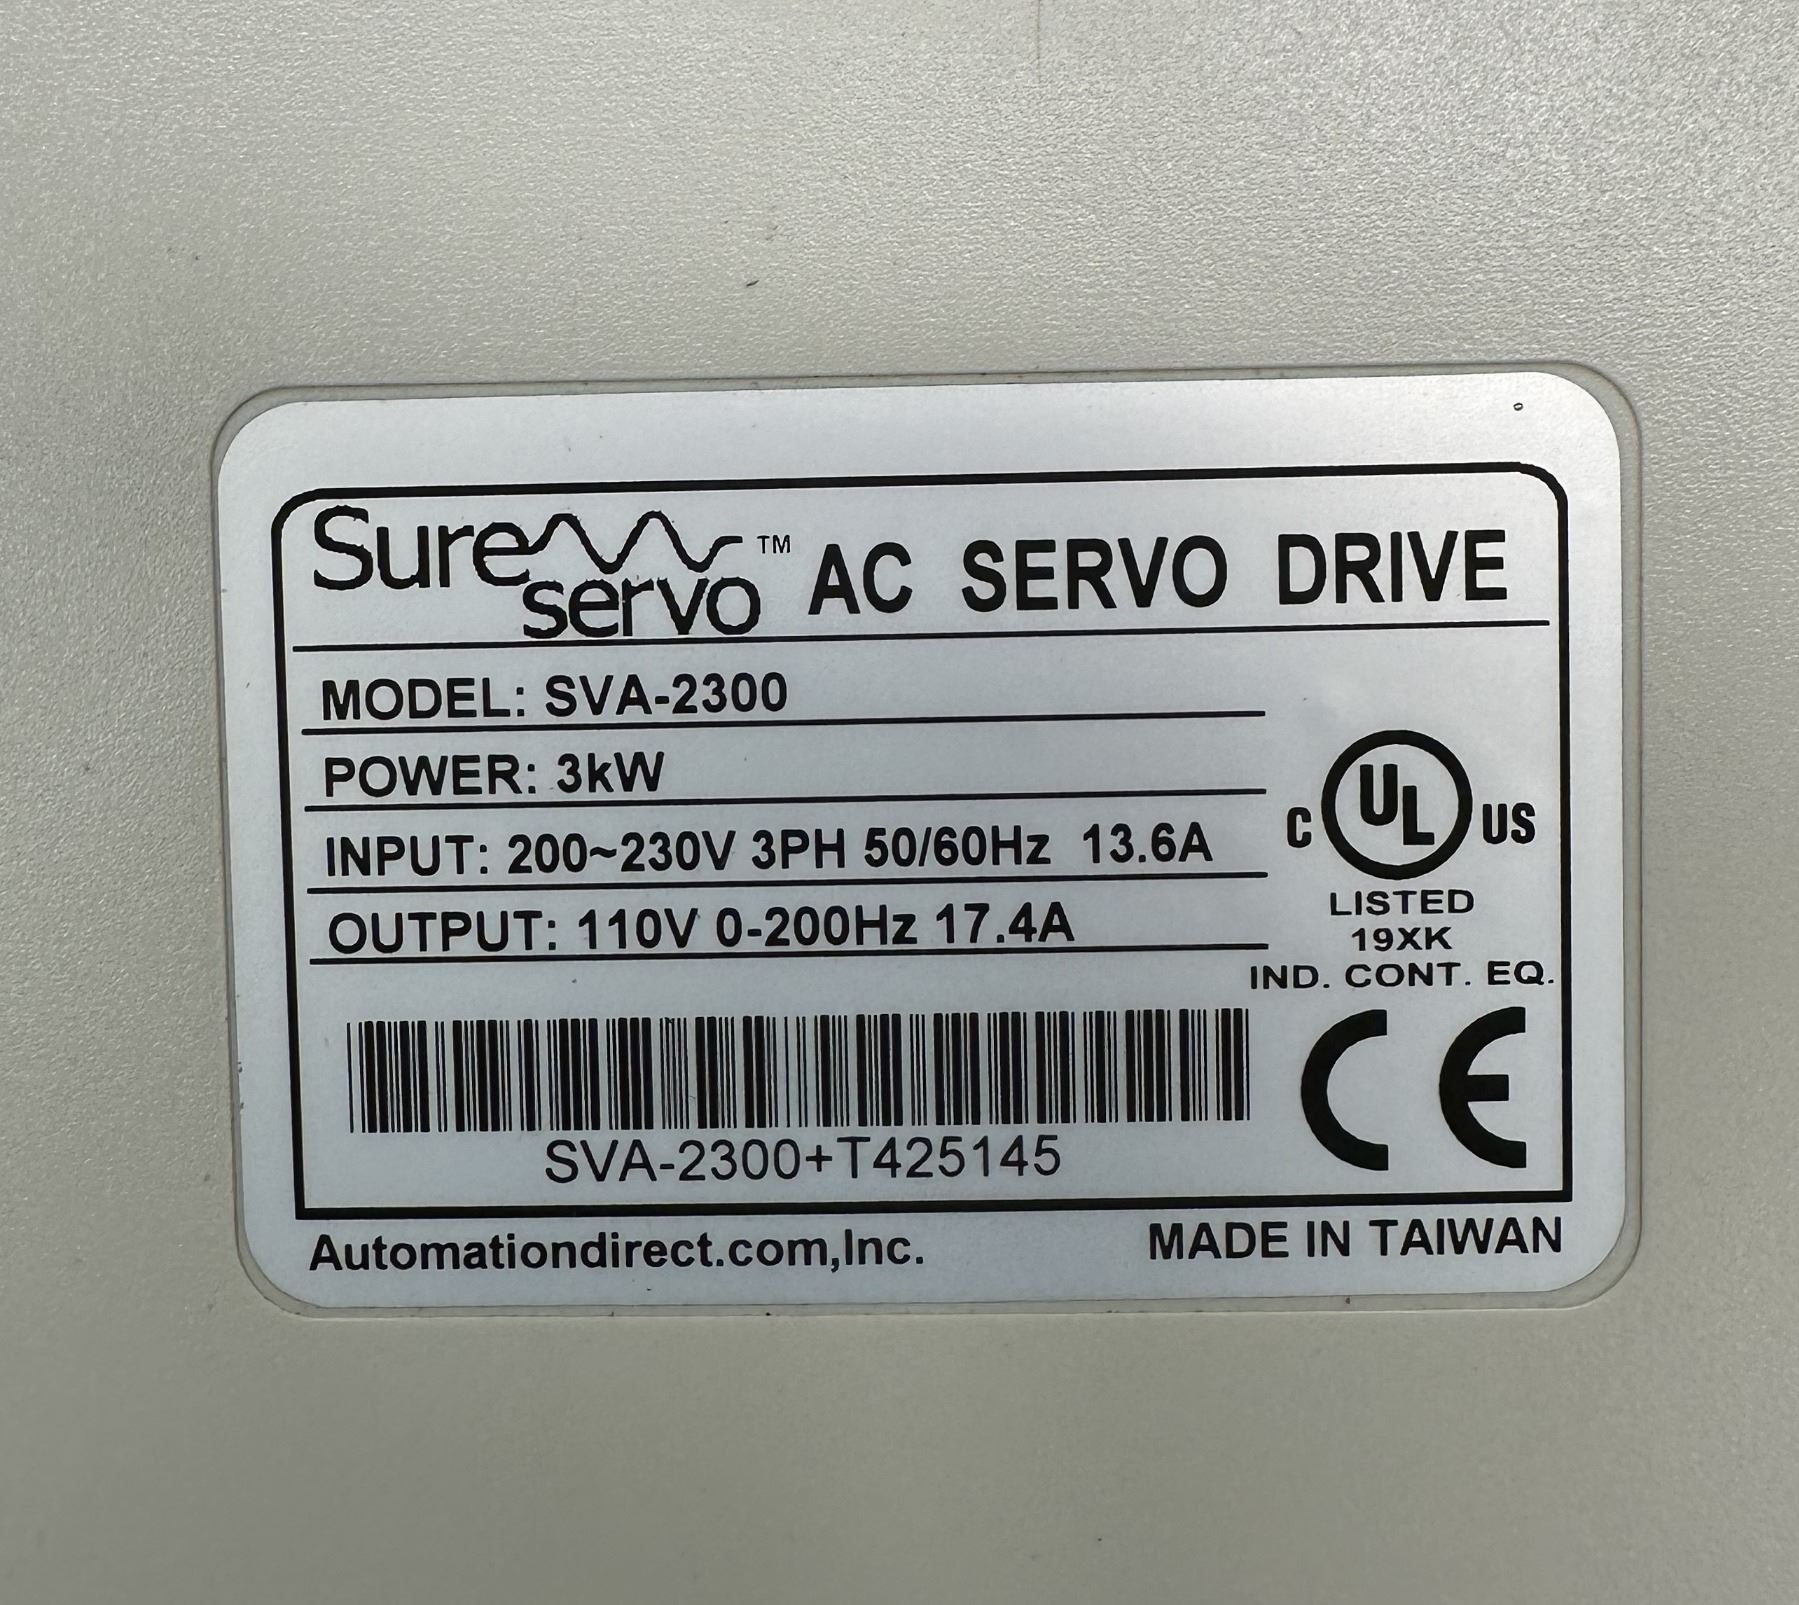 Sure servo™ AC SERVO DRIVE
MODEL: SVA-2300
POWER: 3kW
INPUT: 200~230V 3PH 50/60Hz 13.6A
OUTPUT: 110V 0-200Hz 17.4A
C UL US
LISTED
19XK
IND. CONT. EQ.
CE
SVA-2300+T425145
Automationdirect.com,Inc.
MADE IN TAIWAN